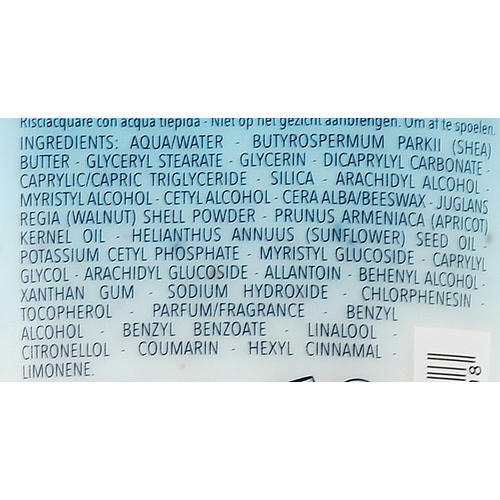 Risciacquare con acqua tiepida - Niet op het gezicht aanbrengen. Om af te spoelen.
INGREDIENTS: AQUA/WATER - BUTYROSPERMUM PARKII (SHEA)
BUTTER - GLYCERYL STEARATE - GLYCERIN - DICAPRYLYL CARBONATE -
CAPRYLIC/CAPRIC TRIGLYCERIDE - SILICA - ARACHIDYL ALCOHOL -
MYRISTYL ALCOHOL - CETYL ALCOHOL - CERA ALBA/BEESWAX - JUGLANS
REGIA (WALNUT) SHELL POWDER - PRUNUS ARMENIACA (APRICOT)
KERNEL OIL - HELIANTHUS ANNUUS (SUNFLOWER) SEED OIL -
POTASSIUM CETYL PHOSPHATE - MYRISTYL GLUCOSIDE - CAPRYLYL
GLYCOL - ARACHIDYL GLUCOSIDE - ALLANTOIN - BEHENYL ALCOHOL -
XANTHAN GUM - SODIUM HYDROXIDE - CHLORPHENESIN -
TOCOPHEROL - PARFUM/FRAGRANCE - BENZYL
ALCOHOL - BENZYL BENZOATE - LINALOOL -
CITRONELLOL - COUMARIN - HEXYL CINNAMAL -
LIMONENE.